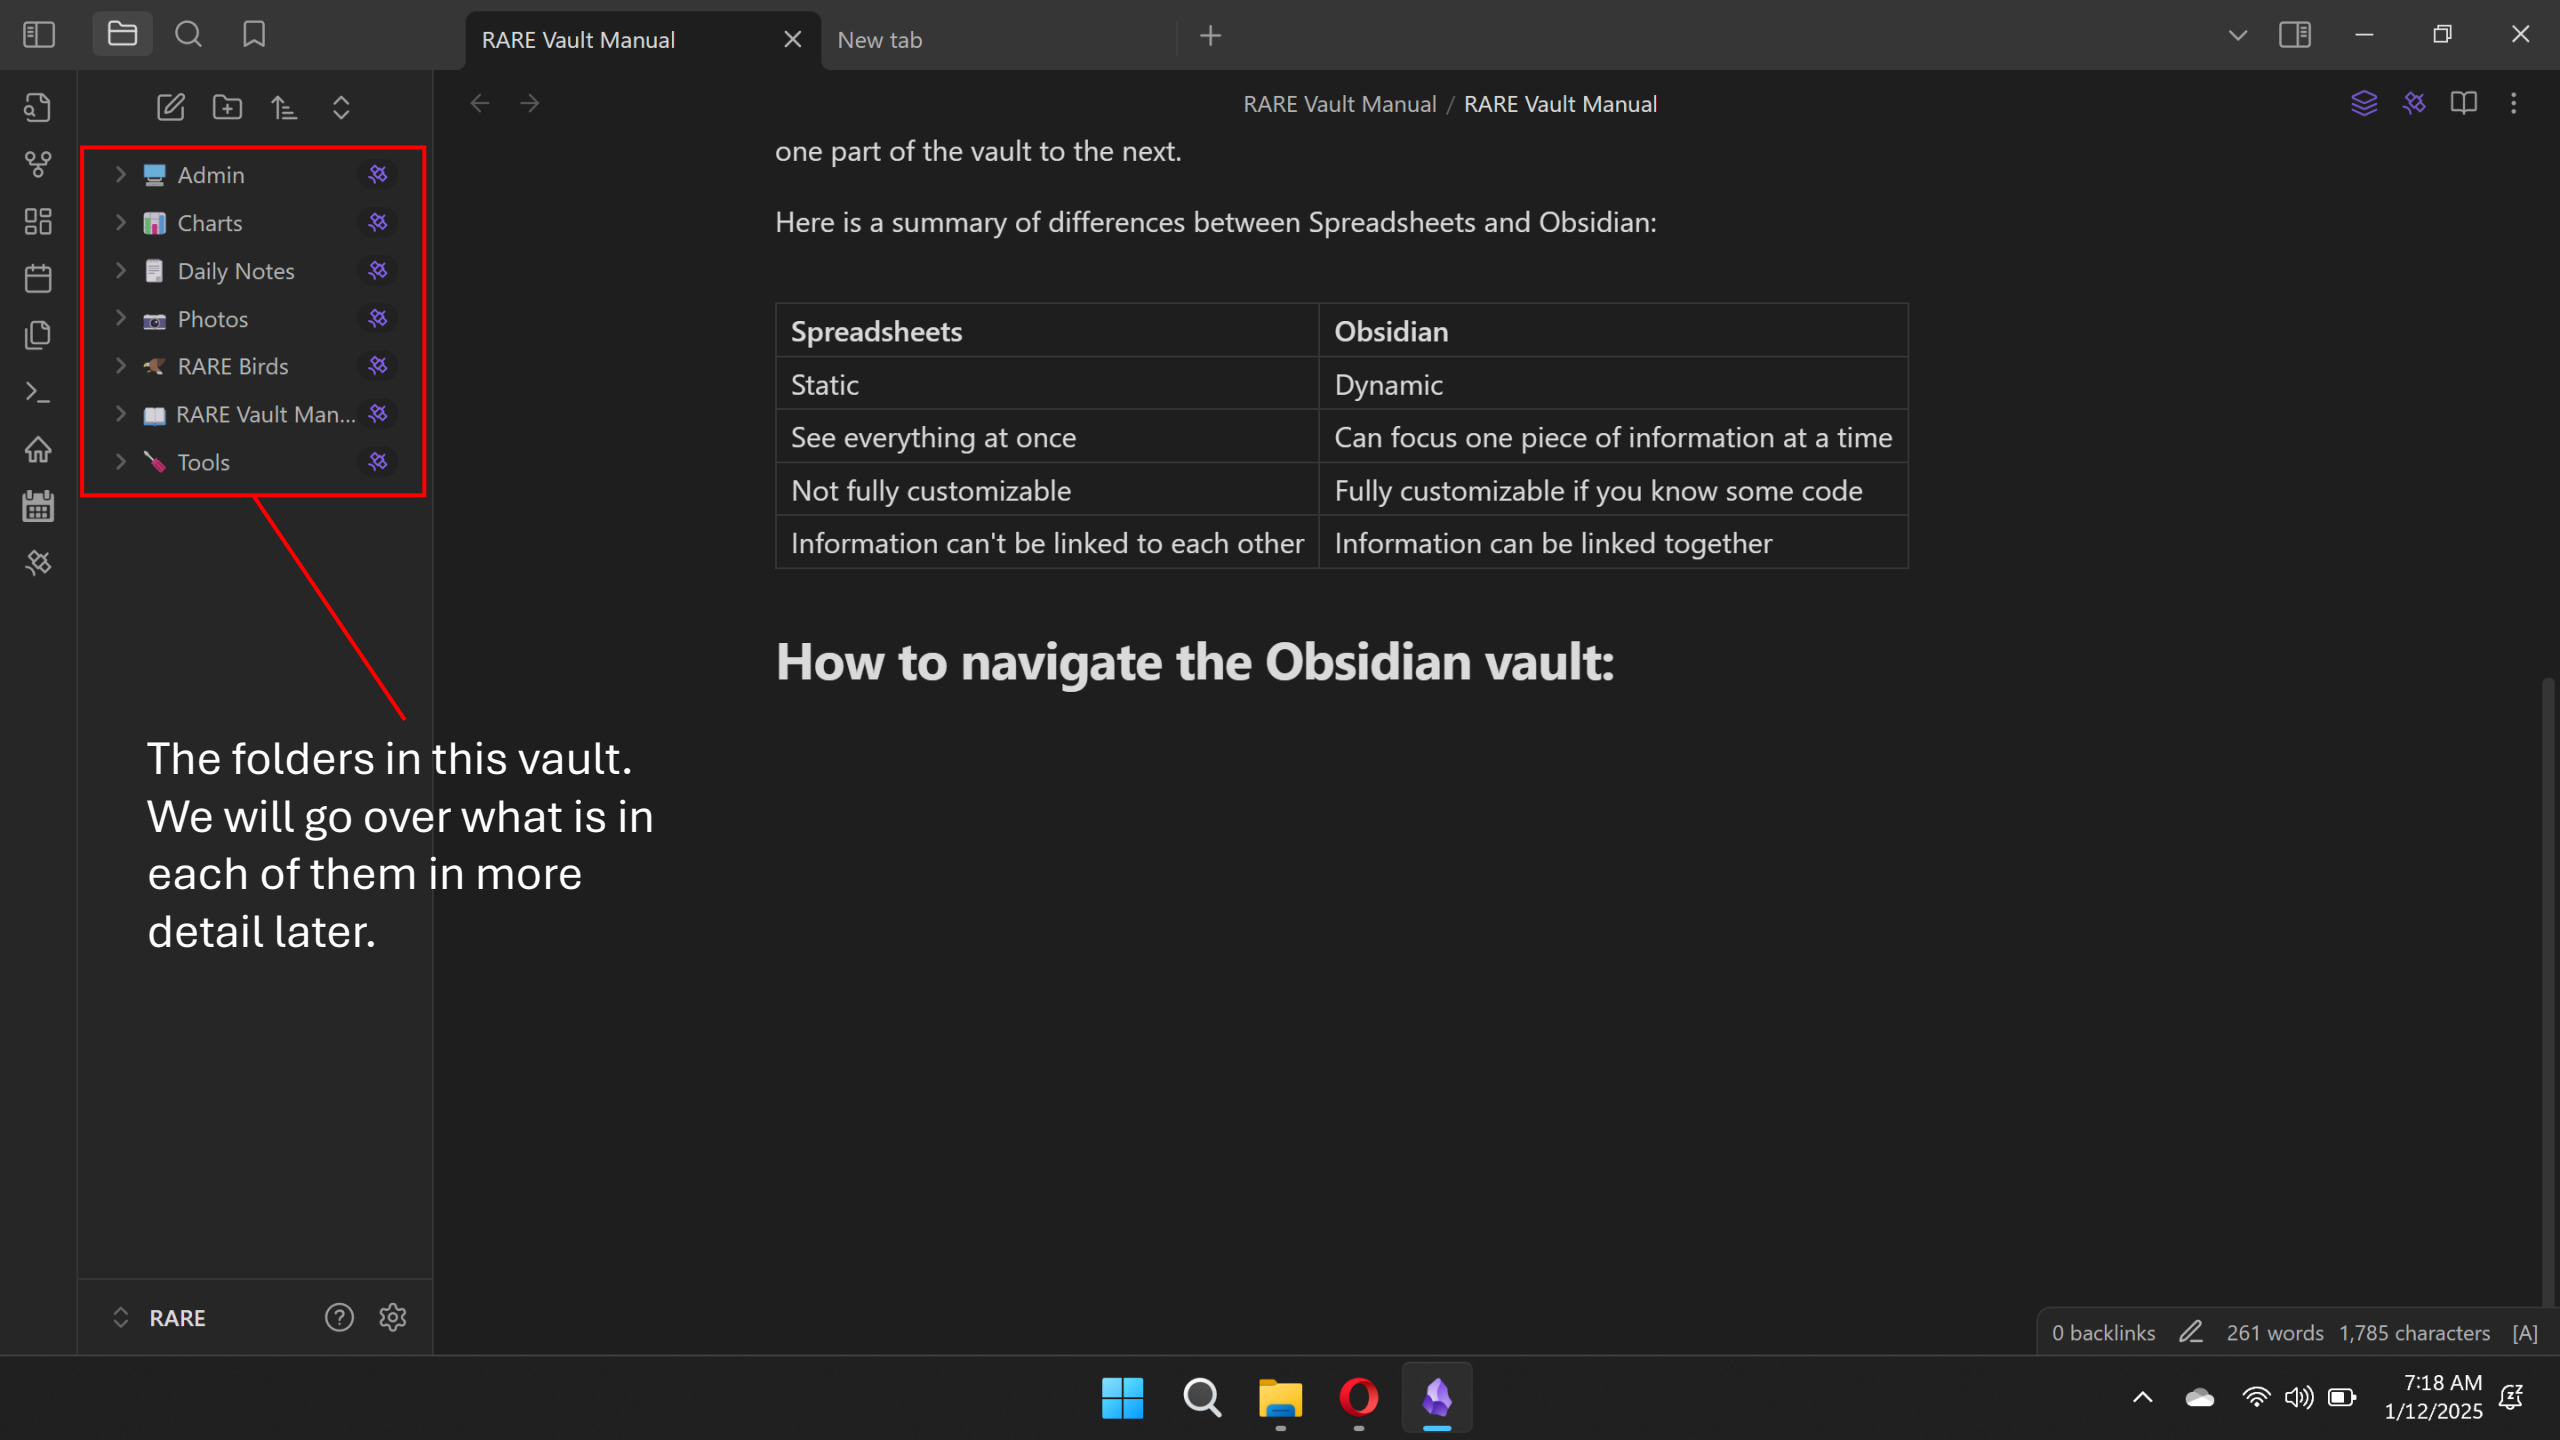 RARE Vault Manual
New tab
RARE Vault Manual / RARE Vault Manual
Admin
Charts
Daily Notes
Photos
RARE Birds
RARE Vault Man...
Tools
one part of the vault to the next.
Here is a summary of differences between Spreadsheets and Obsidian:
Spreadsheets Obsidian
Static Dynamic
See everything at once Can focus one piece of information at a time
Not fully customizable Fully customizable if you know some code
Information can't be linked to each other Information can be linked together
How to navigate the Obsidian vault:
The folders in this vault.
We will go over what is in
each of them in more
detail later.
RARE
0 backlinks 261 words 1,785 characters [A]
7:18 AM
1/12/2025